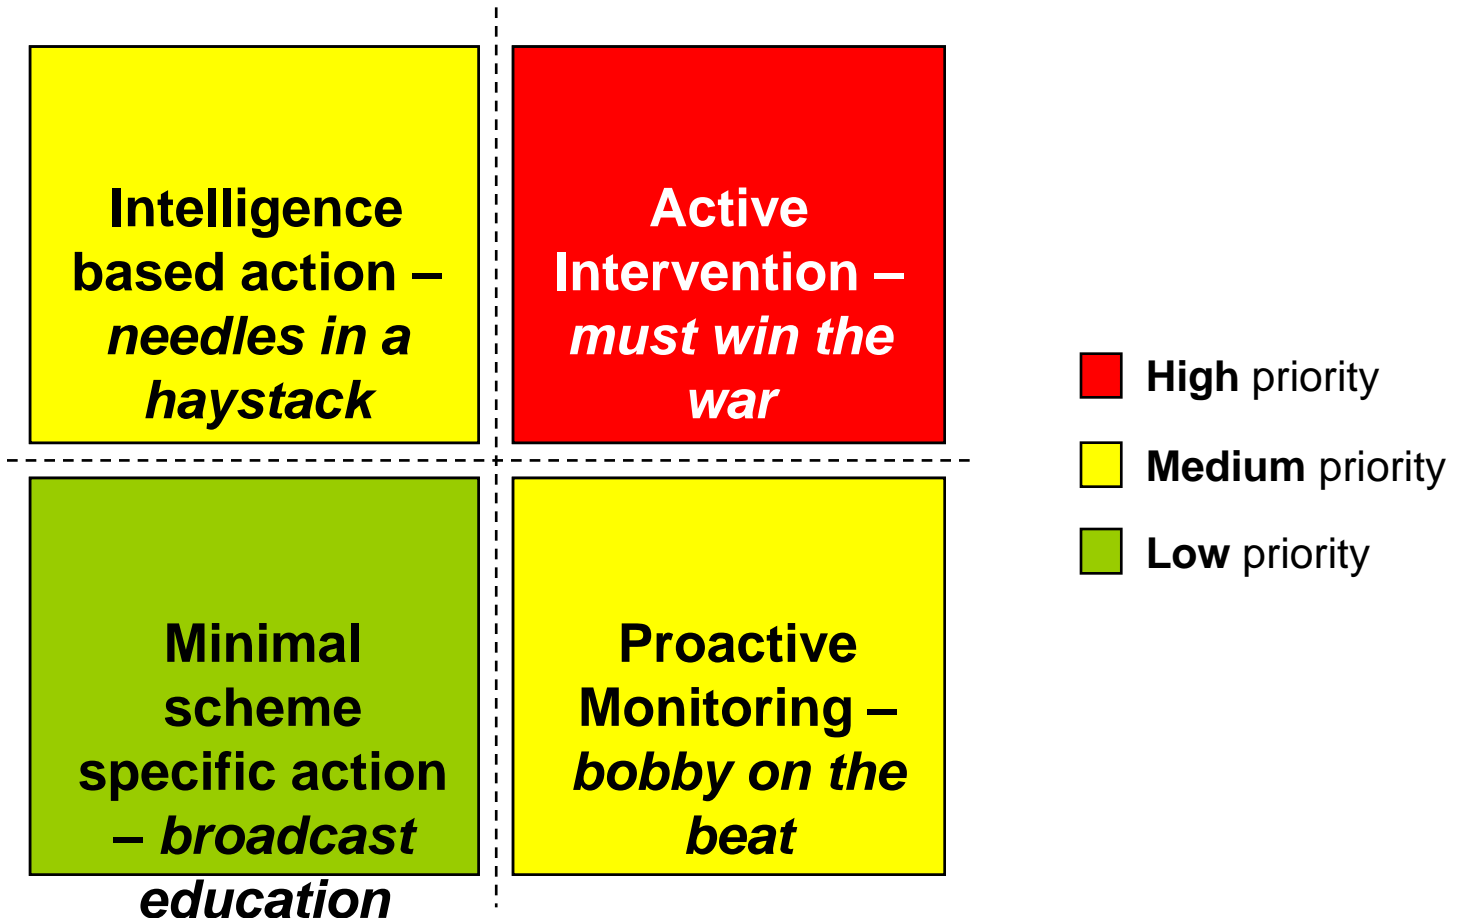 Intelligence
based action –
needles in a
haystack
Active
Intervention –
must win the
war
Minimal
scheme
specific action
– broadcast
education
Proactive
Monitoring –
bobby on the
beat
High priority
Medium priority
Low priority